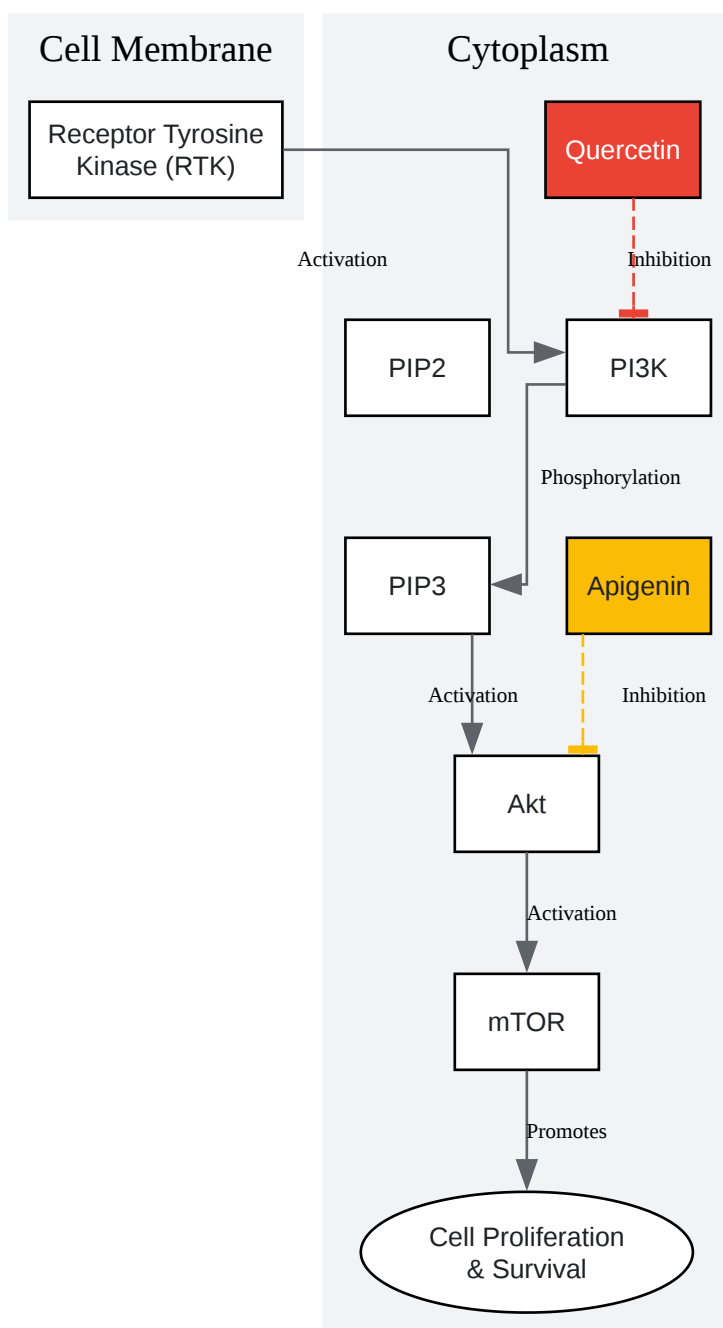 Cell Membrane
Cytoplasm
Receptor Tyrosine
Kinase (RTK)
Quercetin
Activation
Inhibition
PIP2
PI3K
Phosphorylation
PIP3
Apigenin
Activation
Inhibition
Akt
Activation
mTOR
Promotes
Cell Proliferation
& Survival